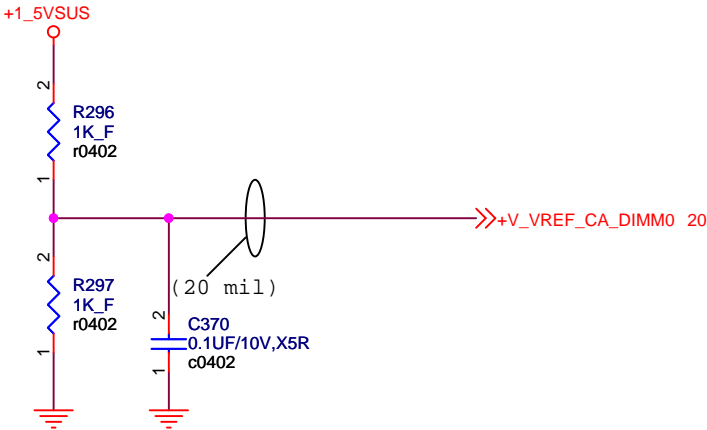 +1_5VSUS
2
R296
1K_F
r0402
1
+V_VREF_CA_DIMM0 20
2
R297
1K_F
r0402
1
(20 mil)
2
C370
0.1UF/10V,X5R
c0402
1